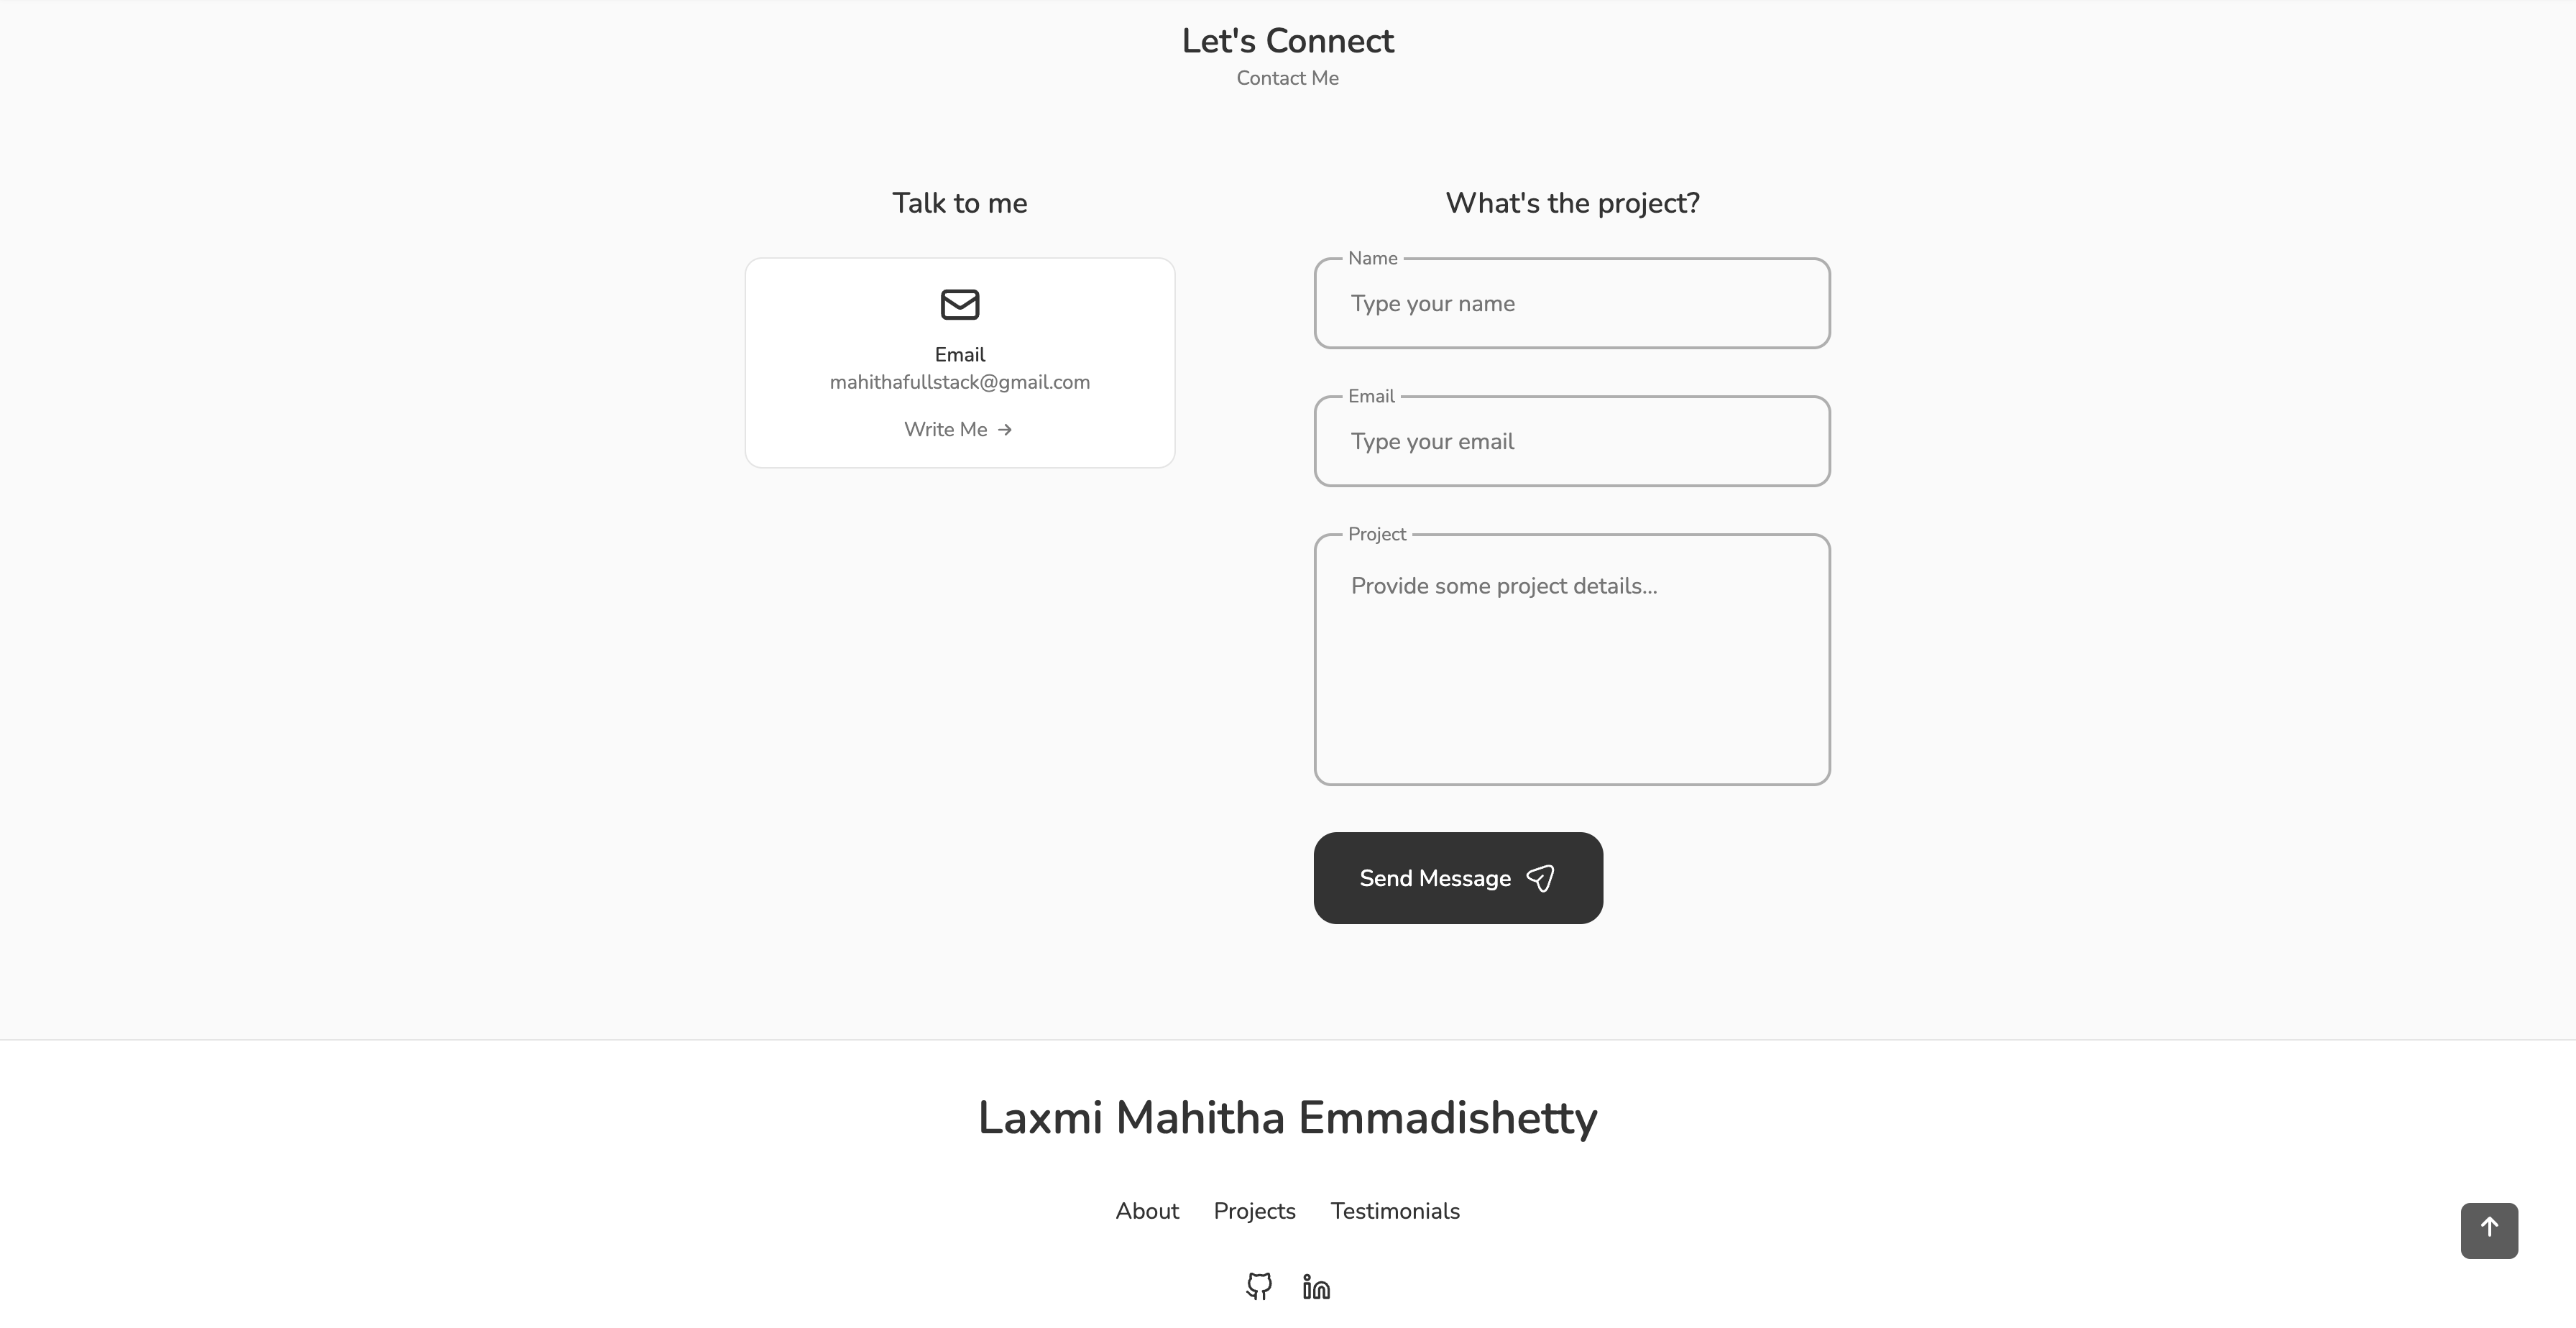 Let's Connect
Contact Me
Talk to me
Email
mahithafullstack@gmail.com
Write Me
What's the project?
Name
Type your name
Email
Type your email
Project
Provide some project details...
Send Message
Laxmi Mahitha Emmadishetty
About Projects Testimonials